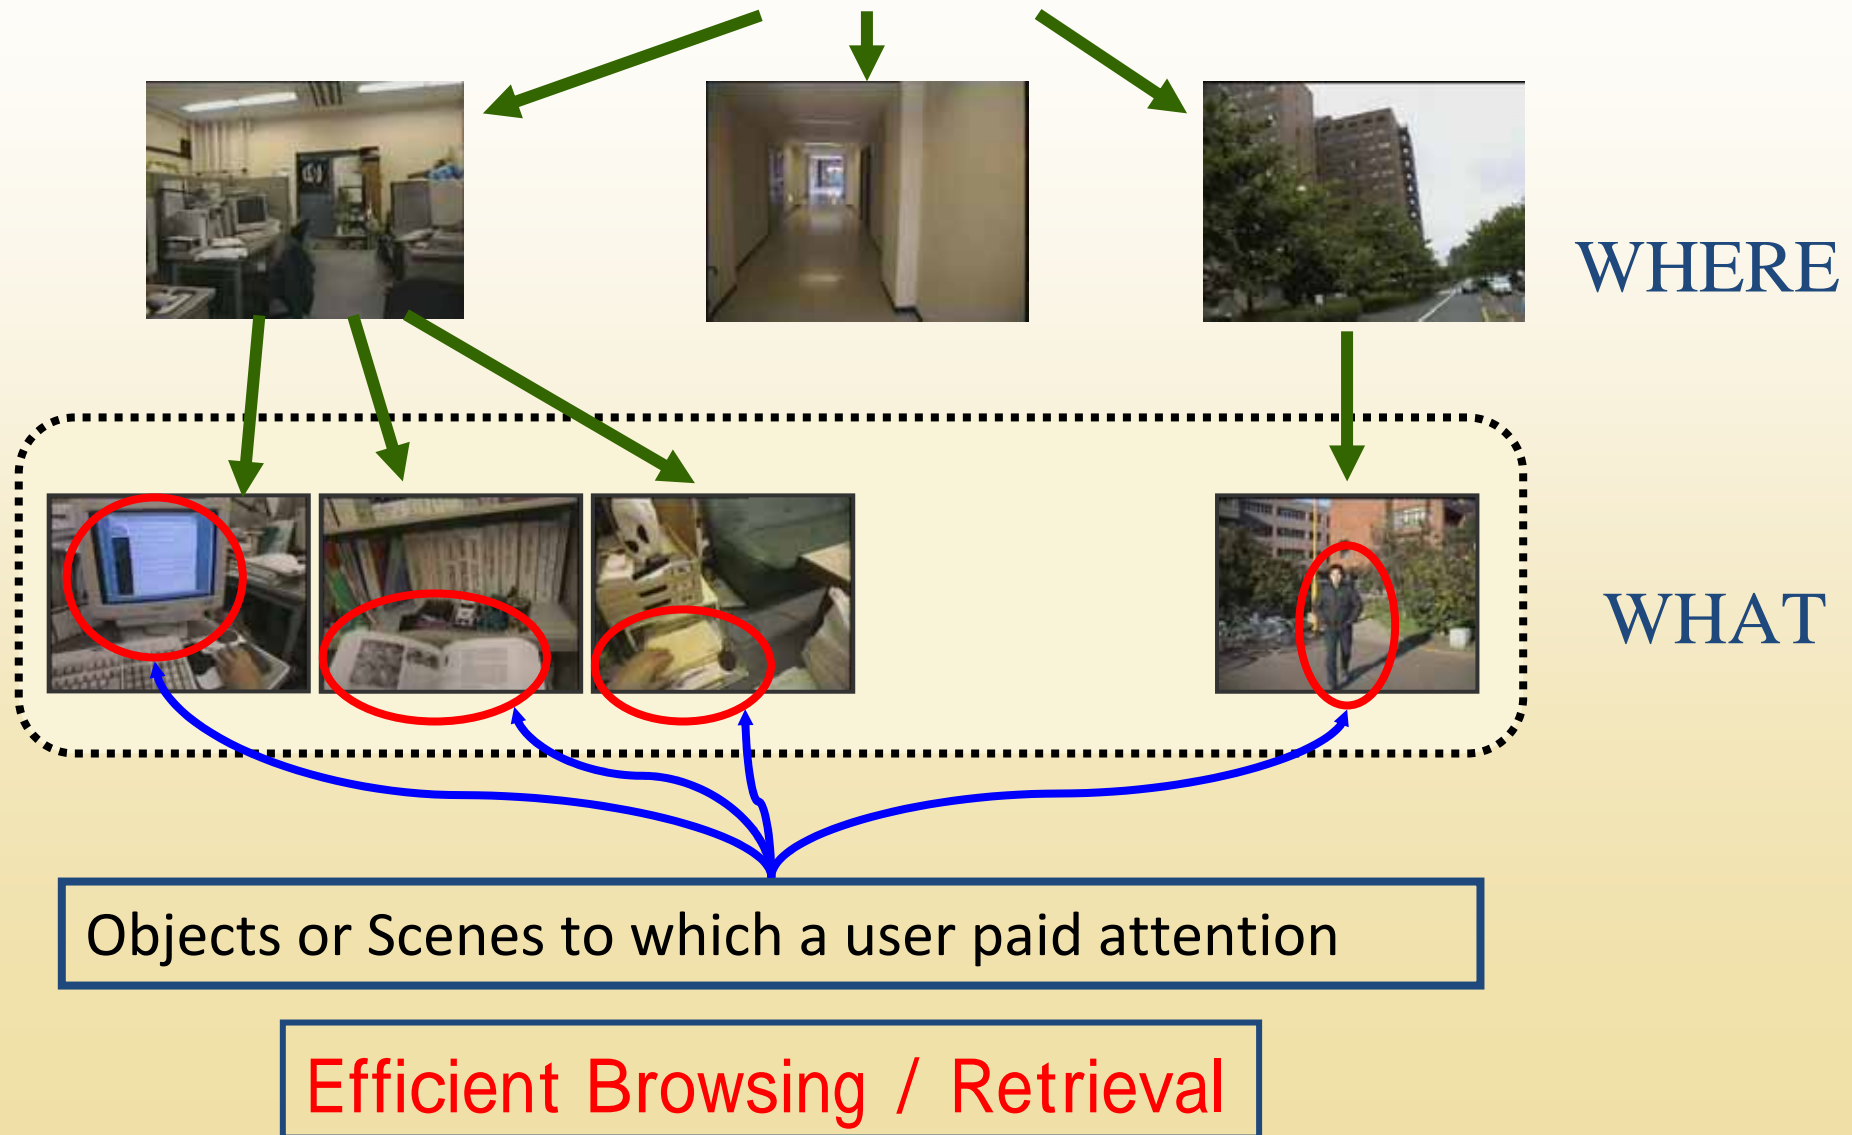 WHERE
WHAT
Objects or Scenes to which a user paid attention
Efficient Browsing / Retrieval